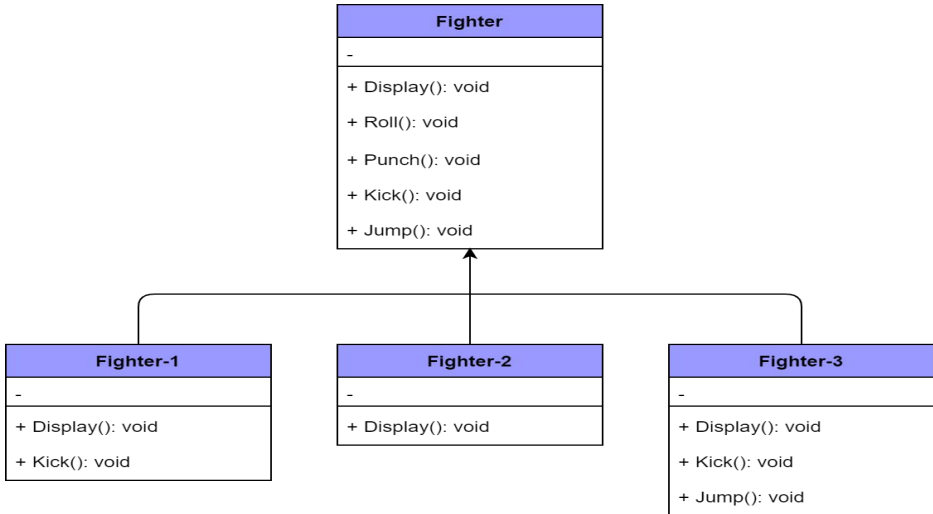 Fighter
-
+ Display(): void
+ Roll(): void
+ Punch(): void
+ Kick(): void
+ Jump(): void
Fighter-1
-
+ Display(): void
+ Kick(): void
Fighter-2
-
+ Display(): void
Fighter-3
-
+ Display(): void
+ Kick(): void
+ Jump(): void